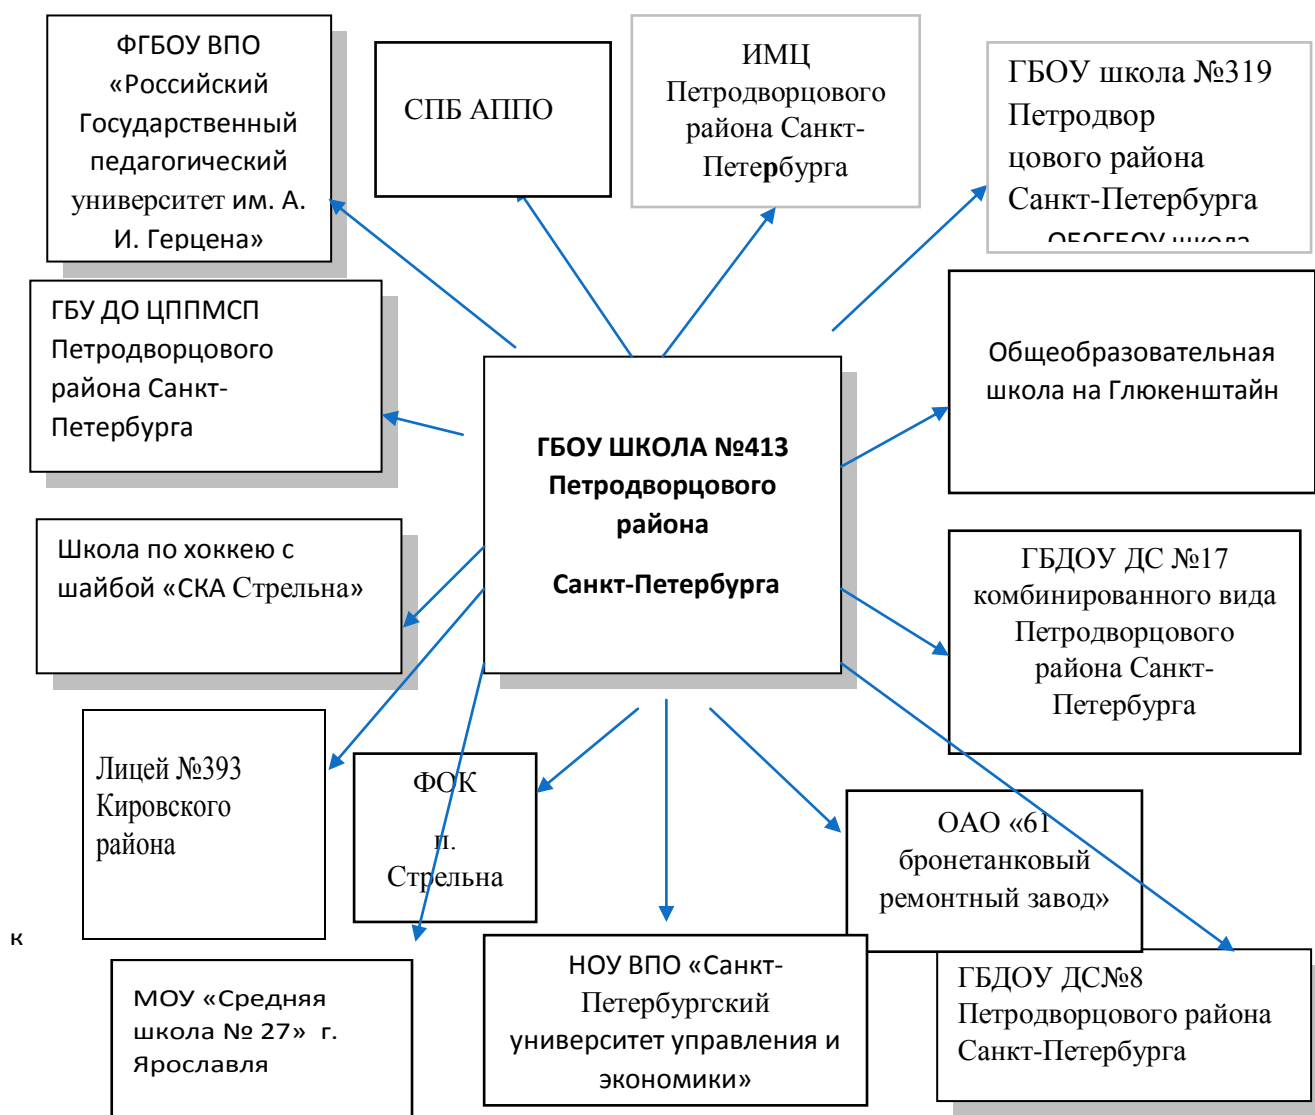 ФГБОУ ВПО
«Российский
Государственный
педагогический
университет им. А.
И. Герцена»
СПБ АППО
ИМЦ
Петродворцового
района Санкт-
Петербурга
ГБОУ школа №319
Петродвор
цового района
Санкт-Петербурга
ОБОГБОУ школа
ГБУ ДО ЦППМСП
Петродворцового
района Санкт-
Петербурга
ГБОУ ШКОЛА №413
Петродворцового
района
Санкт-Петербурга
Общеобразовательная
школа на Глюкенштайн
Школа по хоккею с
шайбой «СКА Стрельна»
ГБДОУ ДС №17
комбинированного вида
Петродворцового
района Санкт-
Петербурга
Лицей №393
Кировского
района
ФОК
п.
Стрельна
ОАО «61
бронетанковый
ремонтный завод»
к
МОУ «Средняя
школа № 27» г.
Ярославля
НОУ ВПО «Санкт-
Петербургский
университет управления и
экономики»
ГБДОУ ДС№8
Петродворцового района
Санкт-Петербурга